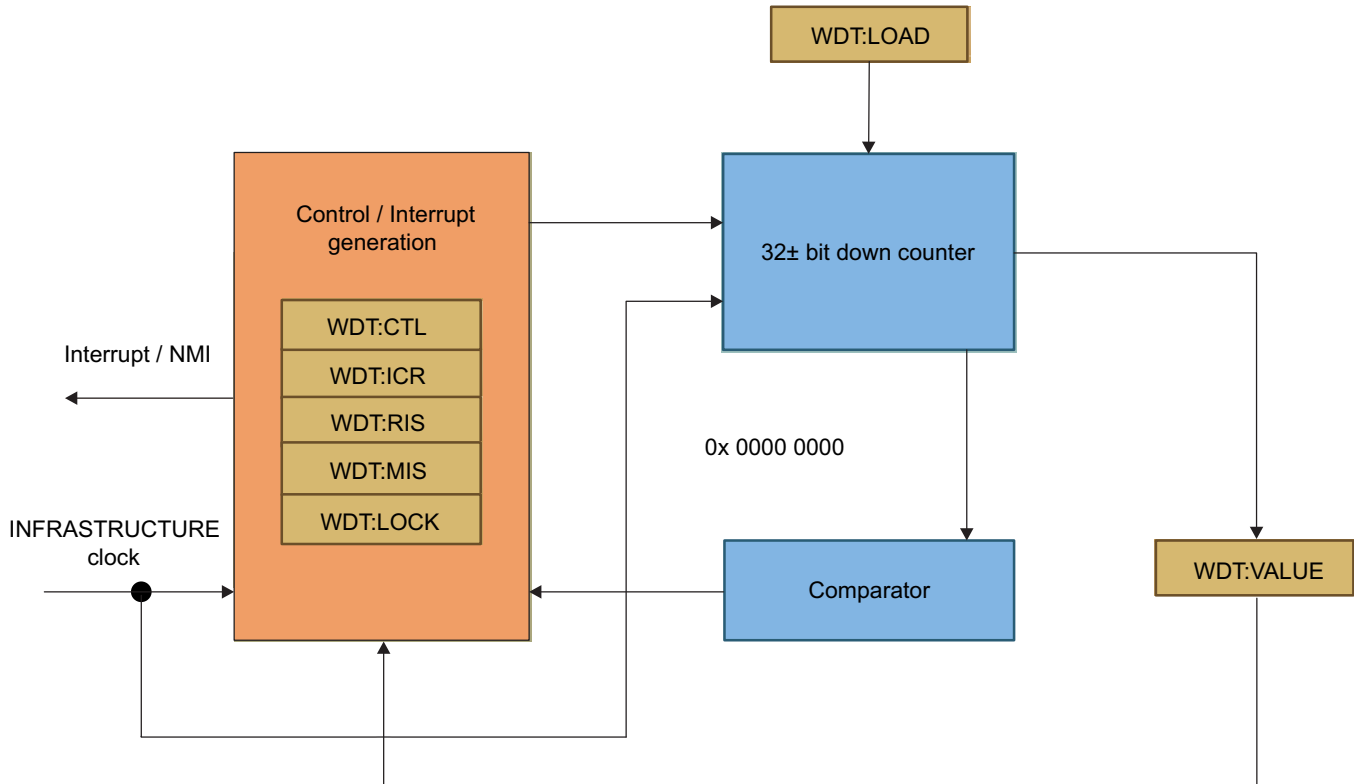 WDT:LOAD
Control / Interrupt
generation
32± bit down counter
WDT:CTL
WDT:ICR
WDT:RIS
WDT:MIS
WDT:LOCK
Interrupt / NMI
0x 0000 0000
INFRASTRUCTURE
clock
Comparator
WDT:VALUE